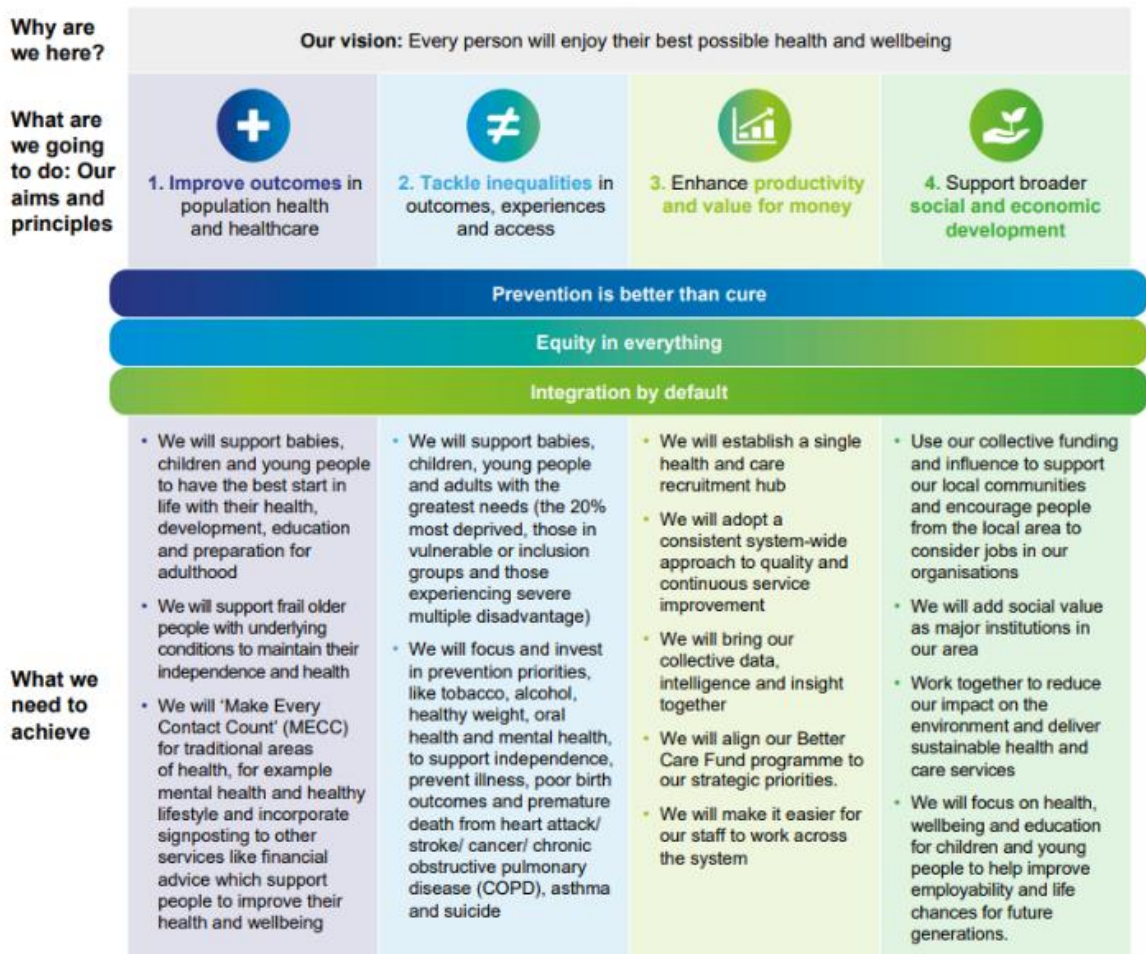 Why are
we here?
Our vision: Every person will enjoy their best possible health and wellbeing
What are
we going
to do: Our
aims and
principles
1. Improve outcomes in
population health
and healthcare
2. Tackle inequalities in
outcomes, experiences
and access
3. Enhance productivity
and value for money
4. Support broader
social and economic
development
Prevention is better than cure
Equity in everything
Integration by default
What we
need to
achieve
• We will support babies,
children and young people
to have the best start in
life with their health,
development, education
and preparation for
adulthood
• We will support frail older
people with underlying
conditions to maintain their
independence and health
• We will ‘Make Every
Contact Count’ (MECC)
for traditional areas
of health, for example
mental health and healthy
lifestyle and incorporate
signposting to other
services like financial
advice which support
people to improve their
health and wellbeing
• We will support babies,
children, young people
and adults with the
greatest needs (the 20%
most deprived, those in
vulnerable or inclusion
groups and those
experiencing severe
multiple disadvantage)
• We will focus and invest
in prevention priorities,
like tobacco, alcohol,
healthy weight, oral
health and mental health,
to support independence,
prevent illness, poor birth
outcomes and premature
death from heart attack/
stroke/ cancer/ chronic
obstructive pulmonary
disease (COPD), asthma
and suicide
• We will establish a single
health and care
recruitment hub
• We will adopt a
consistent system-wide
approach to quality and
continuous service
improvement
• We will bring our
collective data,
intelligence and insight
together
• We will align our Better
Care Fund programme to
our strategic priorities.
• We will make it easier for
our staff to work across
the system
• Use our collective funding
and influence to support
our local communities
and encourage people
from the local area to
consider jobs in our
organisations
• We will add social value
as major institutions in
our area
• Work together to reduce
our impact on the
environment and deliver
sustainable health and
care services
• We will focus on health,
wellbeing and education
for children and young
people to help improve
employability and life
chances for future
generations.